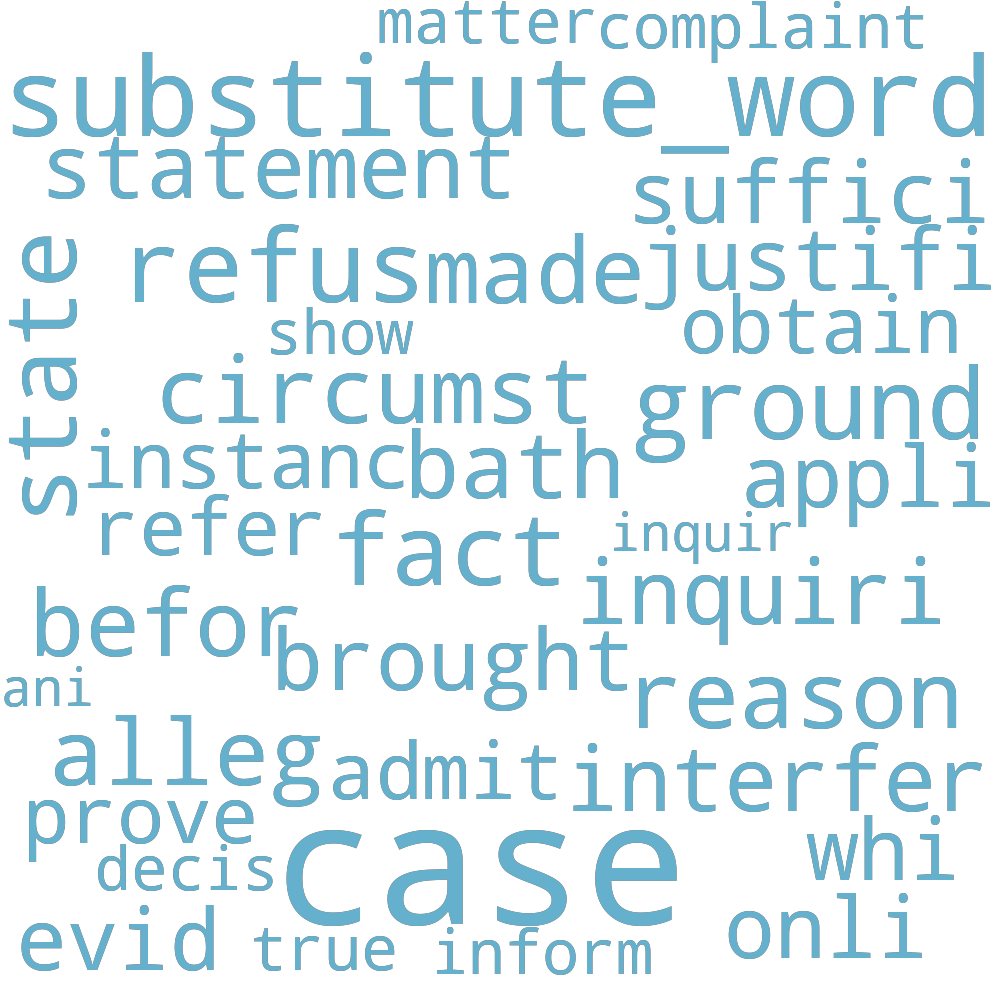 matter complaint
substitute_word
statement
suffici
state
refus made justifi
show
obtain
circumst
ground
instanc bath
appli
refer fact
inquir
inquiri
befor
brought
ani
reason
alleg admit interfer
prove
case
whi
decis
evid true inform
onli